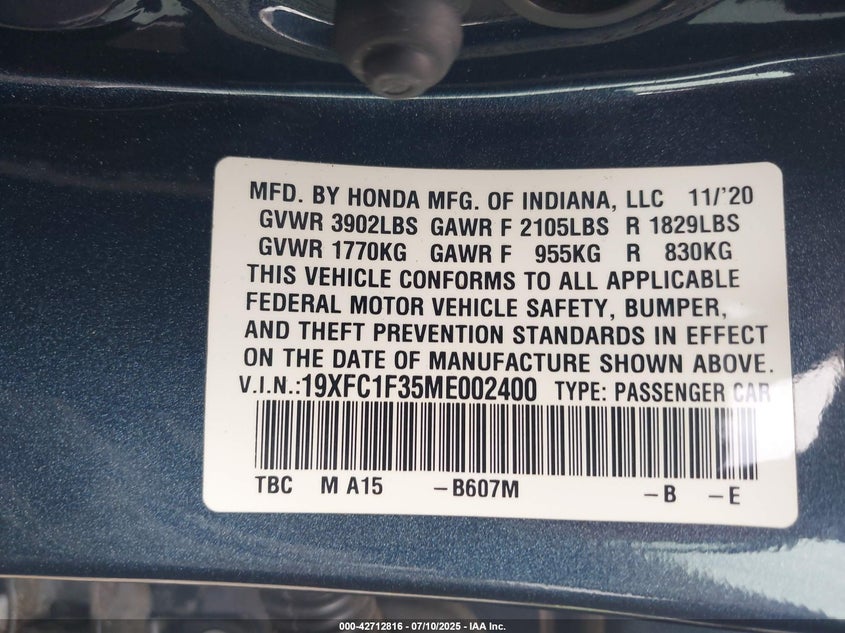 MFD. BY HONDA MFG. OF INDIANA, LLC 11/'20
GVWR 3902LBS GAWR F 2105LBS R 1829LBS
GVWR 1770KG GAWR F 955KG R 830KG
THIS VEHICLE CONFORMS TO ALL APPLICABLE
FEDERAL MOTOR VEHICLE SAFETY, BUMPER,
AND THEFT PREVENTION STANDARDS IN EFFECT
ON THE DATE OF MANUFACTURE SHOWN ABOVE.
V.I.N.:19XFC1F35ME002400 TYPE: PASSENGER CAR
TBC M A15 –B607M –B –E
000-42712816 - 07/10/2025 - IAA Inc.